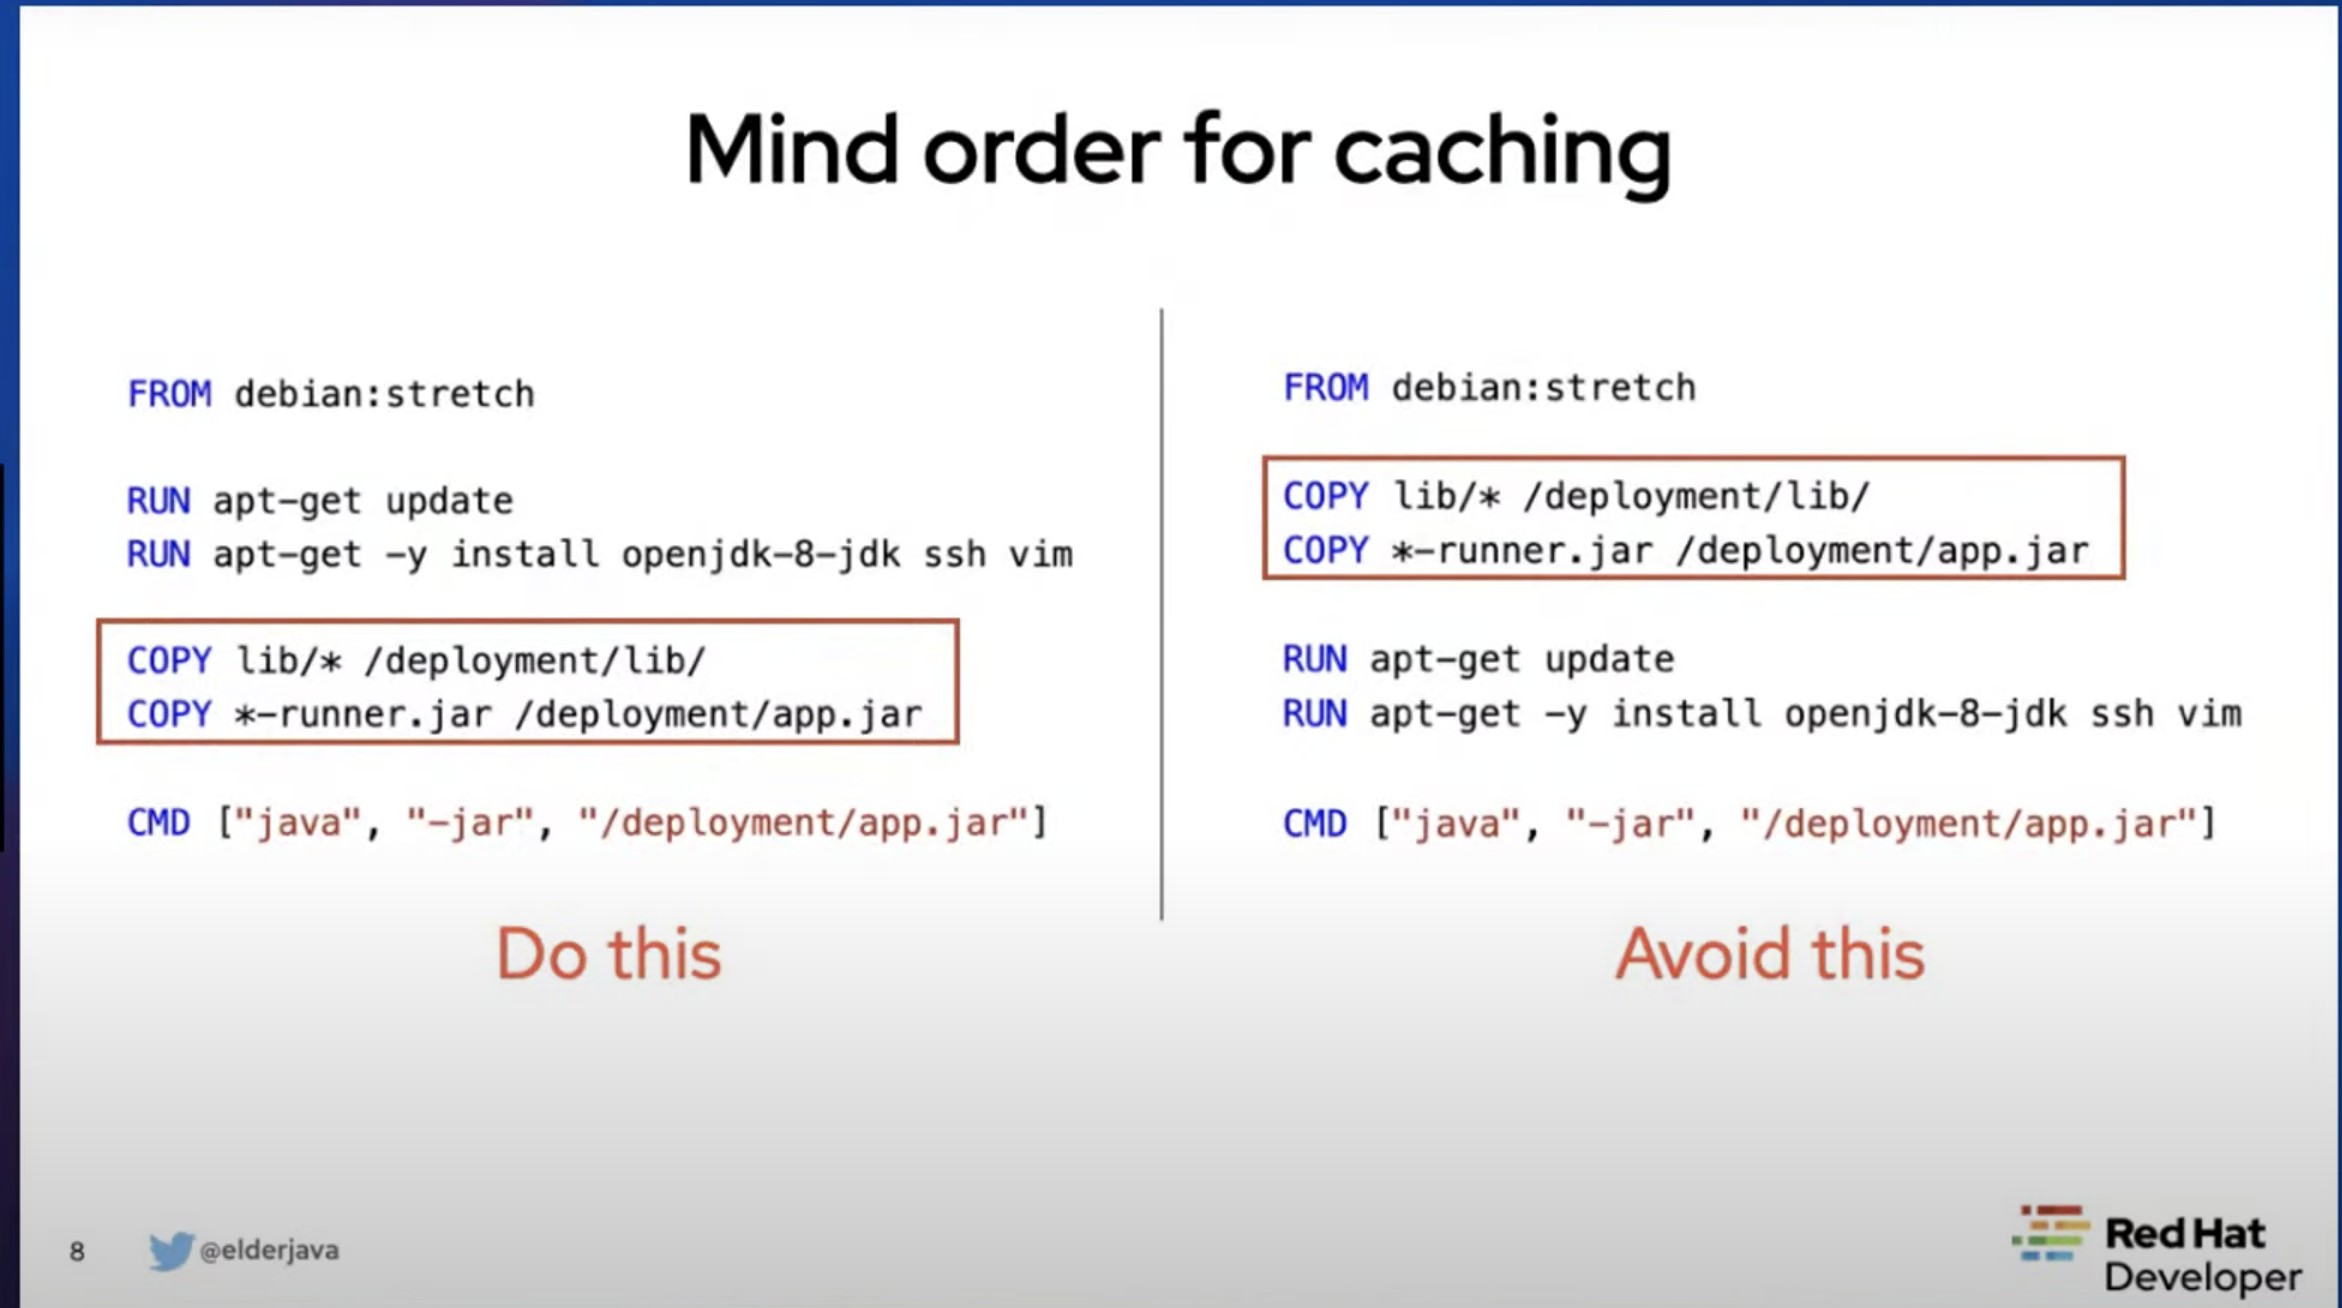 Mind order for caching
FROM debian:stretch
RUN apt-get update
RUN apt-get -y install openjdk-8-jdk ssh vim
COPY lib/* /deployment/lib/
COPY *-runner.jar /deployment/app.jar
CMD ["java", "-jar", "/deployment/app.jar"]
Do this
FROM debian:stretch
COPY lib/* /deployment/lib/
COPY *-runner.jar /deployment/app.jar
RUN apt-get update
RUN apt-get -y install openjdk-8-jdk ssh vim
CMD ["java", "-jar", "/deployment/app.jar"]
Avoid this
8
@elderjava
Red Hat
Developer